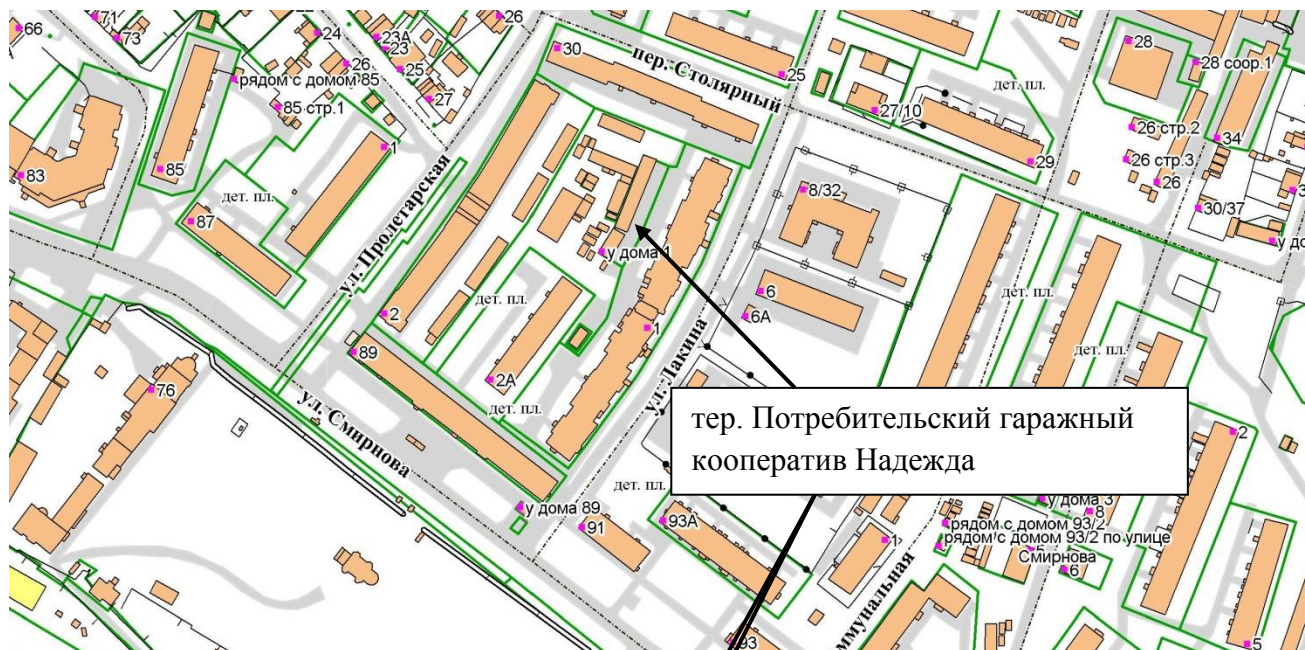 66
71
73
24
23А
23
26
25
27
26
30
пер. Столярный
25
дет. пл.
28
28 соор.1
рядом с домом 85
85 стр.1
27/10
26 стр.2
34
83
85
1
29
26 стр.3
26
дет. пл.
87
ул. Пролетарская
8/32
30/37
у дома 1
дет. пл.
6
6А
дет. пл.
2
1
дет. пл.
89
ул. Лакина
76
2А
дет. пл.
ул. Смирнова
тер. Потребительский гаражный
кооператив Надежда
2
дет. пл.
у дома 3
8
у дома 89
91
93А
рядом с домом 93/2
рядом с домом 93/2 по улице
Смирнова
1
6
93
5